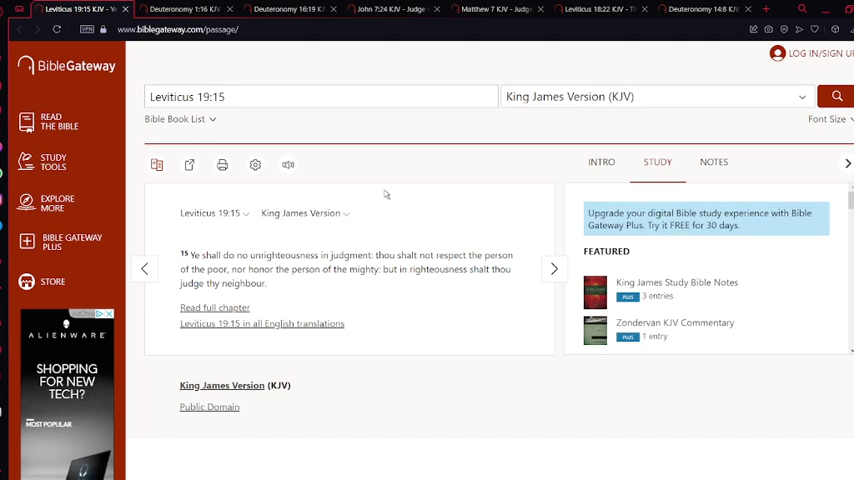 Leviticus 19:15 KJV - Ye
Deuteronomy 1:16 KJV -
Deuteronomy 16:19 KJV
John 7:24 KJV - Judge
Matthew 7 KJV - Judge
Leviticus 18:22 KJV - Th
Deuteronomy 14:8 KJV
VPN
www.biblegateway.com/passage/
BibleGateway
LOG IN/SIGN UP
Leviticus 19:15
King James Version (KJV)
Bible Book List
Font Size
READ
THE BIBLE
STUDY
TOOLS
EXPLORE
MORE
BIBLE GATEWAY
PLUS
STORE
INTRO
STUDY
NOTES
Leviticus 19:15
King James Version
15 Ye shall do no unrighteousness in judgment: thou shalt not respect the person
of the poor, nor honor the person of the mighty: but in righteousness shalt thou
judge thy neighbour.
Read full chapter
Leviticus 19:15 in all English translations
Upgrade your digital Bible study experience with Bible
Gateway Plus. Try it FREE for 30 days.
FEATURED
King James Study Bible Notes
PLUS 3 entries
Zondervan KJV Commentary
PLUS 1 entry
King James Version (KJV)
Public Domain
ALIENWARE
SHOPPING
FOR NEW
TECH?
MOST POPULAR